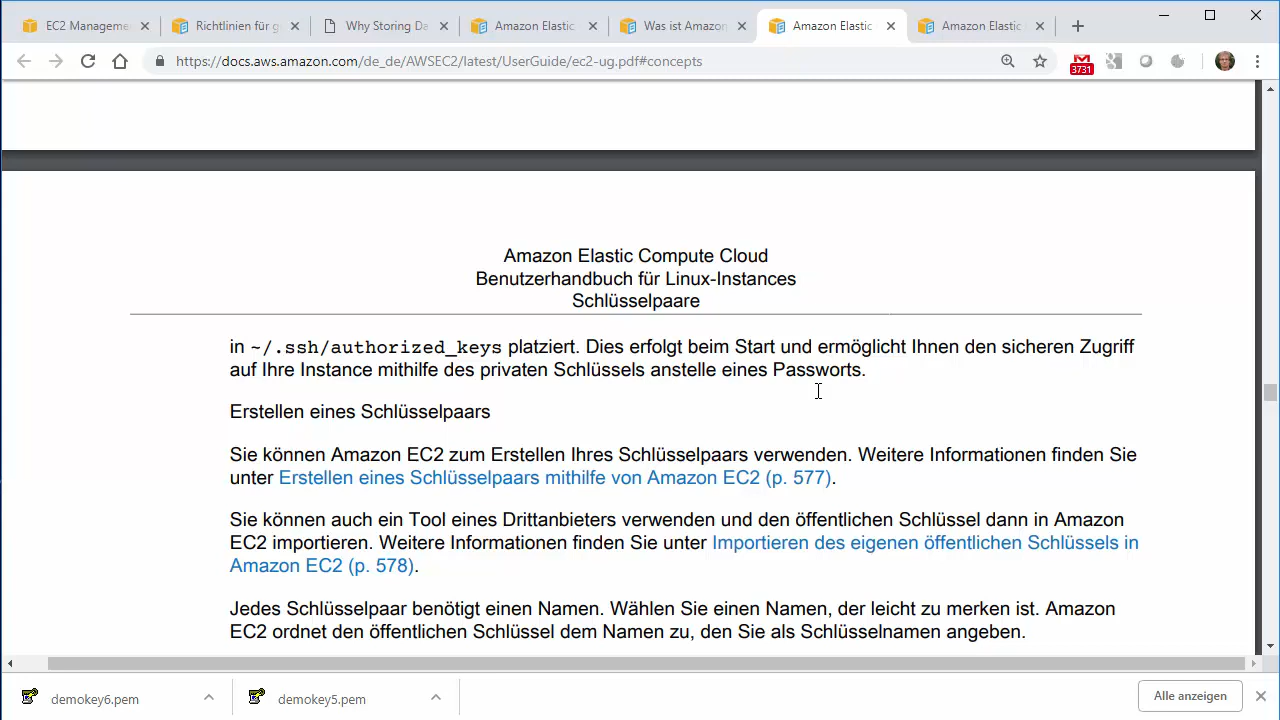 EC2 Manageme
Richtlinien für g
Why Storing Da
Amazon Elastic
Was ist Amazon
Amazon Elastic
Amazon Elastic
https://docs.aws.amazon.com/de_de/AWSEC2/latest/UserGuide/ec2-ug.pdf#concepts
3731
Amazon Elastic Compute Cloud
Benutzerhandbuch für Linux-Instances
Schlüsselpaare
in ~/.ssh/authorized_keys platziert. Dies erfolgt beim Start und ermöglicht Ihnen den sicheren Zugriff
auf Ihre Instance mithilfe des privaten Schlüssels anstelle eines Passworts.
Erstellen eines Schlüsselpaars
Sie können Amazon EC2 zum Erstellen Ihres Schlüsselpaars verwenden. Weitere Informationen finden Sie
unter Erstellen eines Schlüsselpaars mithilfe von Amazon EC2 (p. 577).
Sie können auch ein Tool eines Drittanbieters verwenden und den öffentlichen Schlüssel dann in Amazon
EC2 importieren. Weitere Informationen finden Sie unter Importieren des eigenen öffentlichen Schlüssels in
Amazon EC2 (p. 578).
Jedes Schlüsselpaar benötigt einen Namen. Wählen Sie einen Namen, der leicht zu merken ist. Amazon
EC2 ordnet den öffentlichen Schlüssel dem Namen zu, den Sie als Schlüsselnamen angeben.
demokey6.pem
demokey5.pem
Alle anzeigen